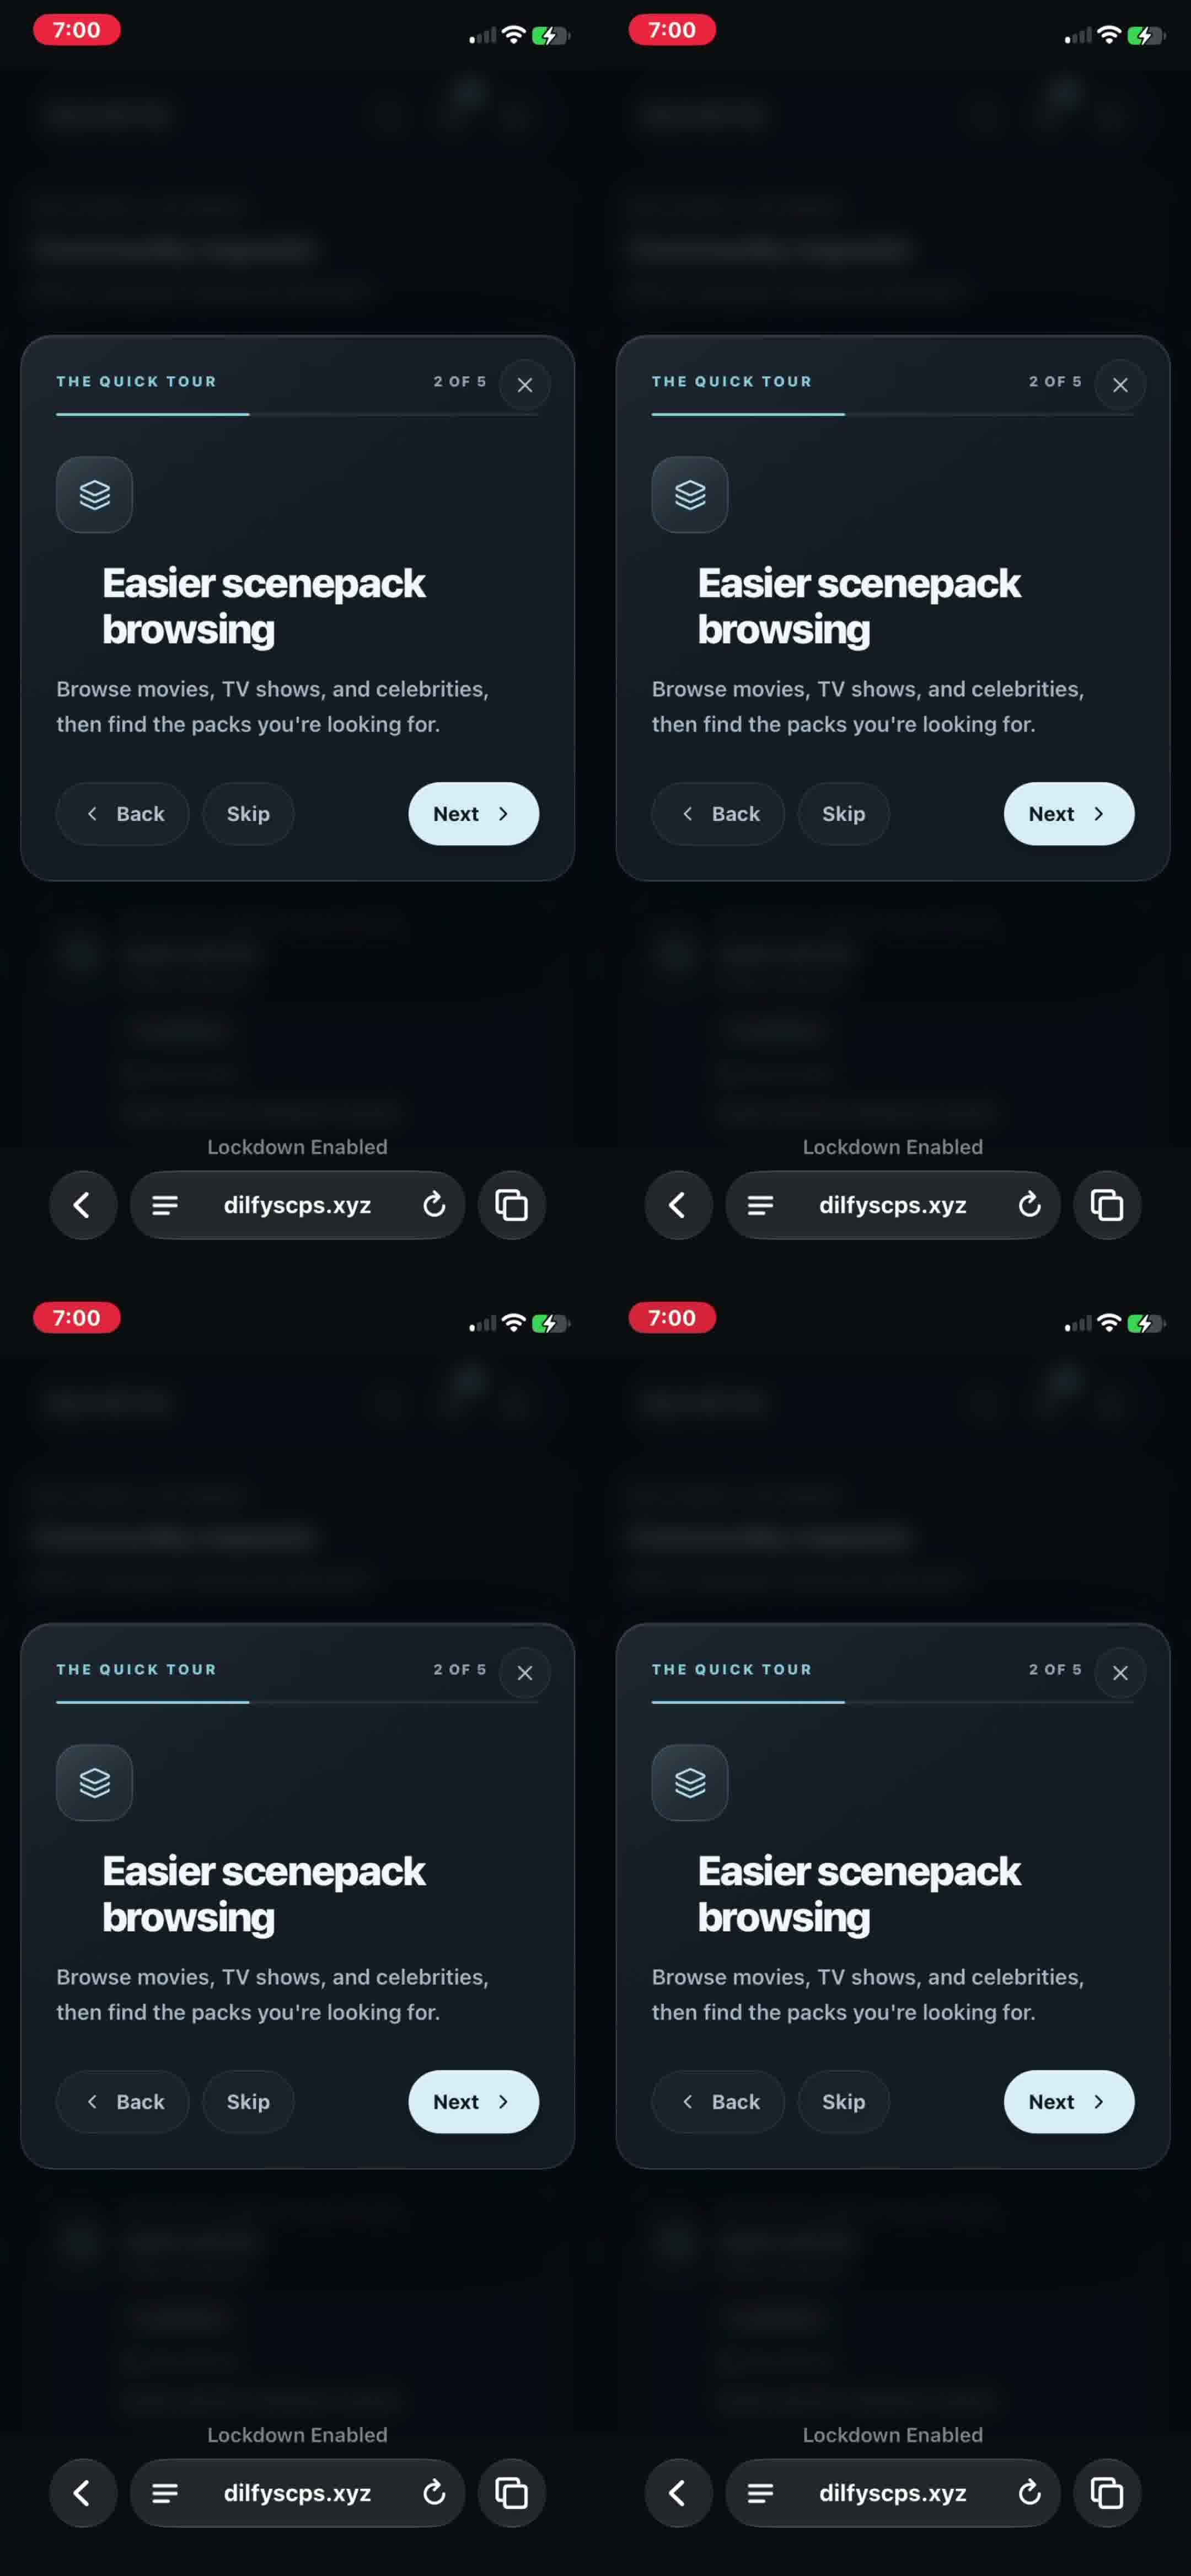 7:00
THE QUICK TOUR
2 OF 5
Easier scenepack
browsing
Browse movies, TV shows, and celebrities,
then find the packs you're looking for.
Back
Skip
Next
Lockdown Enabled
dilfyscps.xyz
7:00
THE QUICK TOUR
2 OF 5
Easier scenepack
browsing
Browse movies, TV shows, and celebrities,
then find the packs you're looking for.
Back
Skip
Next
Lockdown Enabled
dilfyscps.xyz
7:00
THE QUICK TOUR
2 OF 5
Easier scenepack
browsing
Browse movies, TV shows, and celebrities,
then find the packs you're looking for.
Back
Skip
Next
Lockdown Enabled
dilfyscps.xyz
7:00
THE QUICK TOUR
2 OF 5
Easier scenepack
browsing
Browse movies, TV shows, and celebrities,
then find the packs you're looking for.
Back
Skip
Next
Lockdown Enabled
dilfyscps.xyz